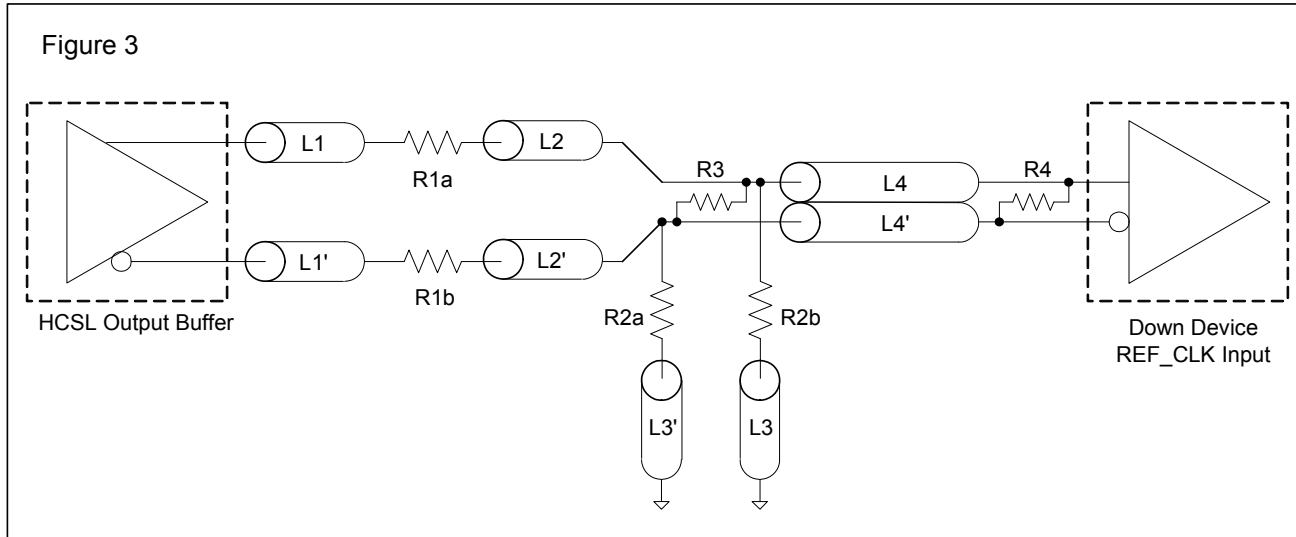 Figure 3
L1
R1a
L2
R3
L4
R4
L4'
L1'
R1b
L2'
HCSL Output Buffer
R2a
R2b
Down Device
REF_CLK Input
L3'
L3